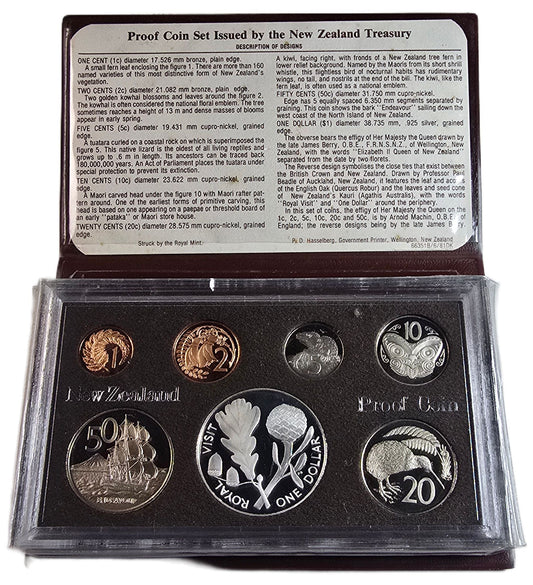 Proof Coin Set Issued by the New Zealand Treasury
DESCRIPTION OF DESIGNS
ONE CENT (1c) diameter 17.526 mm bronze, plain edge.
A small fern leaf enclosing the figure 1. There are more than 160
named varieties of this most distinctive form of New Zealand's
vegetation.
TWO CENTS (2c) diameter 21.082 mm bronze, plain edge.
Two golden kowhai blossoms and leaves around the figure 2.
The kowhai is often considered the national floral emblem. The tree
sometimes reaches a height of 13 m and dense masses of blooms
appear in early spring.
FIVE CENTS (5c) diameter 19.431 mm cupro-nickel, grained
edge.
A tuatara curled on a coastal rock on which is superimposed the
figure 5. This native lizard is the oldest of all living reptiles and
grows up to .6 m in length. Its ancestors can be traced back
180,000,000 years. An Act of Parliament places the tuatara under
special protection to prevent its extinction.
TEN CENTS (10c) diameter 23.622 mm cupro-nickel, grained
edge.
A Maori carved head under the figure 10 with Maori rafter pat-
tern around. One of the earliest forms of primitive carving, this
head is based on one appearing on a paepae or threshold board of
an early "pataka" or Maori store house.
TWENTY CENTS (20c) diameter 28.575 mm cupro-nickel, grained
edge.
Struck by the Royal Mint.
A kiwi, facing right, with fronds of a New Zealand tree fern in
lower relief background. Named by the Maoris from its short shrill
whistle, this flightless bird of nocturnal habits has rudimentary
wings, no tail, and nostrils at the end of the bill. The kiwi, like the
fern leaf, is often used as a national emblem.
FIFTY CENTS (50c) diameter 31.750 mm cupro-nickel.
Edge has 5 equally spaced 6.350 mm segments separated by
graining. This coin shows the bark "Endeavour" sailing down the
west coast of the North Island of New Zealand.
ONE DOLLAR ($1) diameter 38.735 mm, .925 silver, grained
edge.
The obverse bears the effigy of Her Majesty the Queen drawn by
the late James Berry, O.B.E., F.R.N.S.N.Z., of Wellington, New
Zealand, with the words "Elizabeth II Queen of New Zealand"
separated from the date by two florets.
The Reverse design symbolises the close ties that exist between
the British Crown and New Zealand. Drawn by Professor Paul
Beadle of Auckland, New Zealand, it features the leaf and acorn
of the English Oak (Quercus Robur) and the leaves and seed cone
of New Zealand's Kauri (Agathis Australis), with the words
"Royal Visit" and "One Dollar" around the periphery.
In this set of coins, the effigy of Her Majesty the Queen on the
1c, 2c, 5c, 10c, 20c and 50c, is by Arnold Machin, O.B.E. of
England; the reverse designs being by the late James Berry.
P. D. Hasselberg, Government Printer, Wellington, New Zealand
66351B/6/81DK
1
2
5
10
New Zealand
Proof Coin
50
ENDEAVOUR
ROYAL VISIT
ONE DOLLAR
20